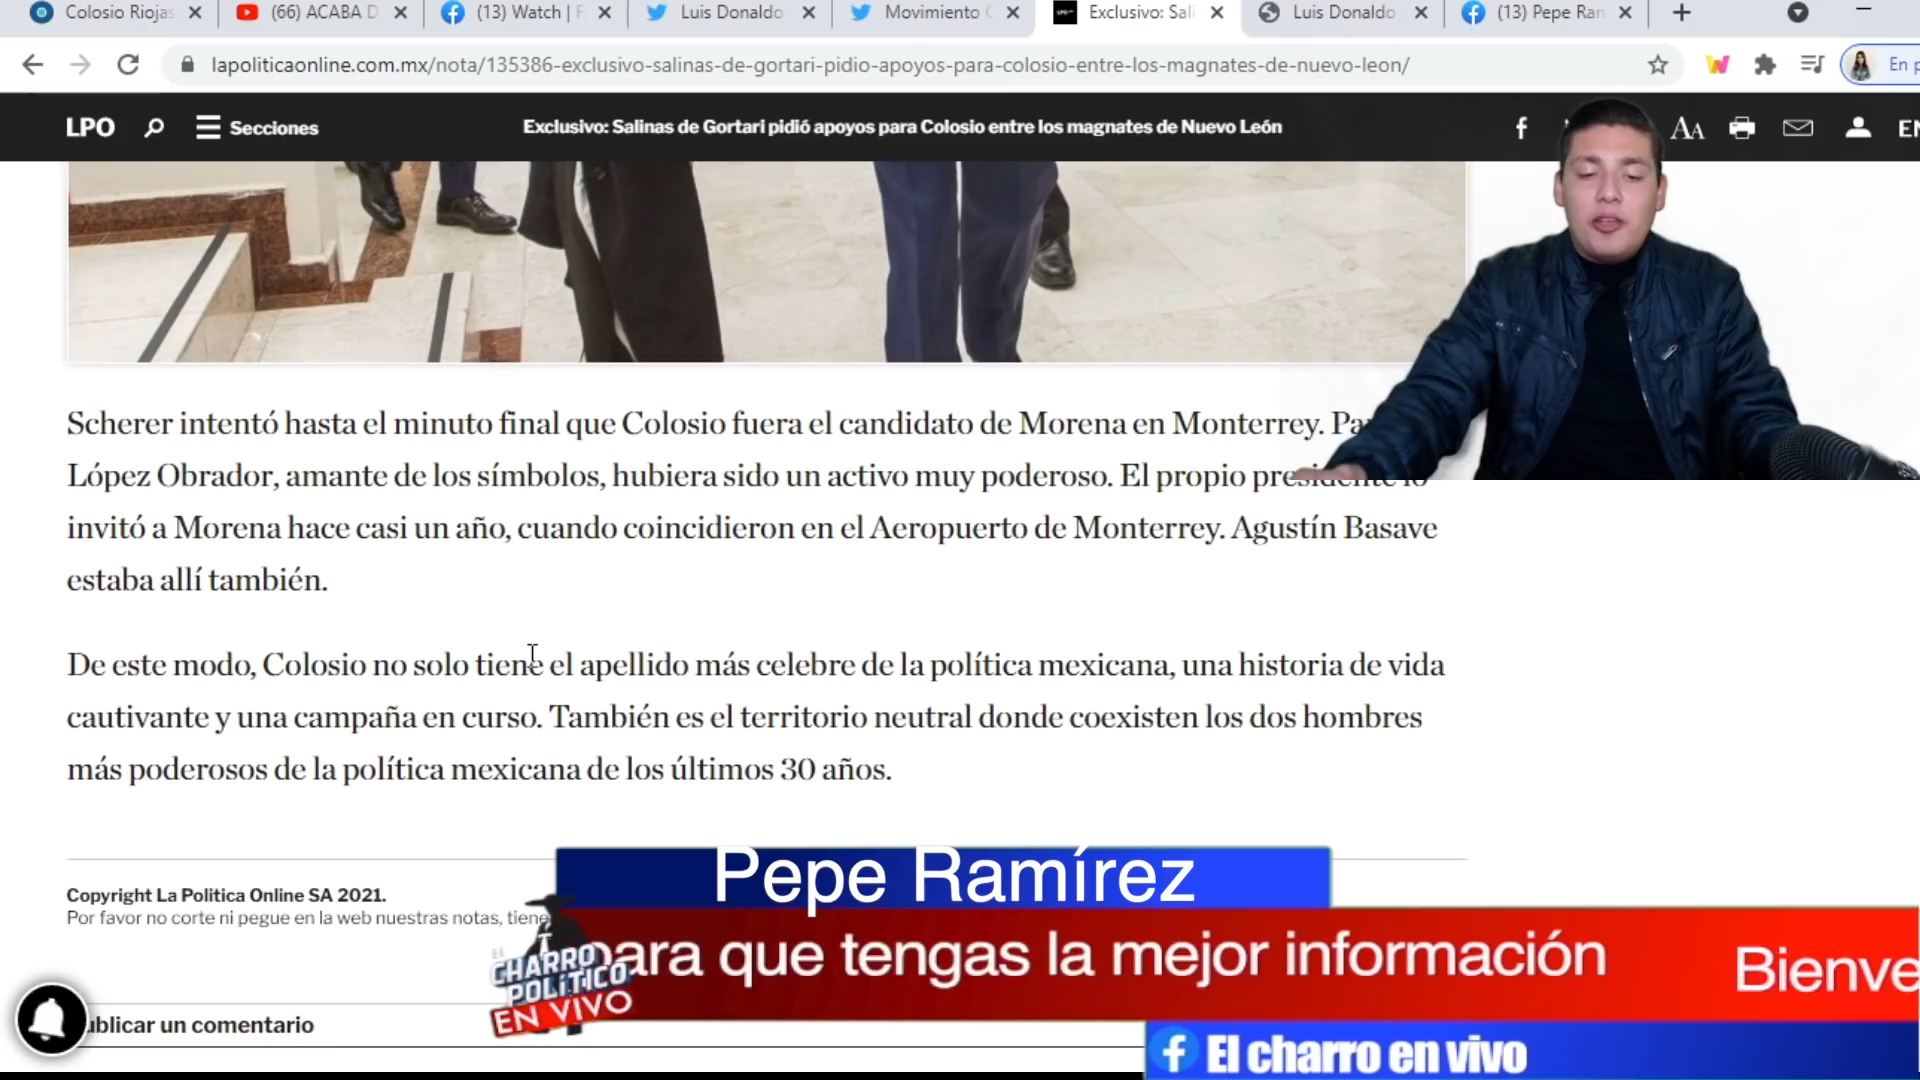 Colosio Riojas
(66) ACABA D
(13) Watch | F
Luis Donaldo
Movimiento C
Exclusivo: Sali
Luis Donaldo
(13) Pepe Ran
lapoliticaonline.com.mx/nota/135386-exclusivo-salinas-de-gortari-pidio-apoyos-para-colosio-entre-los-magnates-de-nuevo-leon/
En p
LPO
Secciones
Exclusivo: Salinas de Gortari pidió apoyos para Colosio entre los magnates de Nuevo León
AA
EN
Scherer intentó hasta el minuto final que Colosio fuera el candidato de Morena en Monterrey. Pa
López Obrador, amante de los símbolos, hubiera sido un activo muy poderoso. El propio presidente lo
invitó a Morena hace casi un año, cuando coincidieron en el Aeropuerto de Monterrey. Agustín Basave
estaba allí también.
De este modo, Colosio no solo tiene el apellido más celebre de la política mexicana, una historia de vida
cautivante y una campaña en curso. También es el territorio neutral donde coexisten los dos hombres
más poderosos de la política mexicana de los últimos 30 años.
Pepe Ramírez
Copyright La Politica Online SA 2021.
Por favor no corte ni pegue en la web nuestras notas, tiene
para que tengas la mejor información
Bienve
EL
CHARRO
POLÍTICO
EN VIVO
ublicar un comentario
El charro en vivo